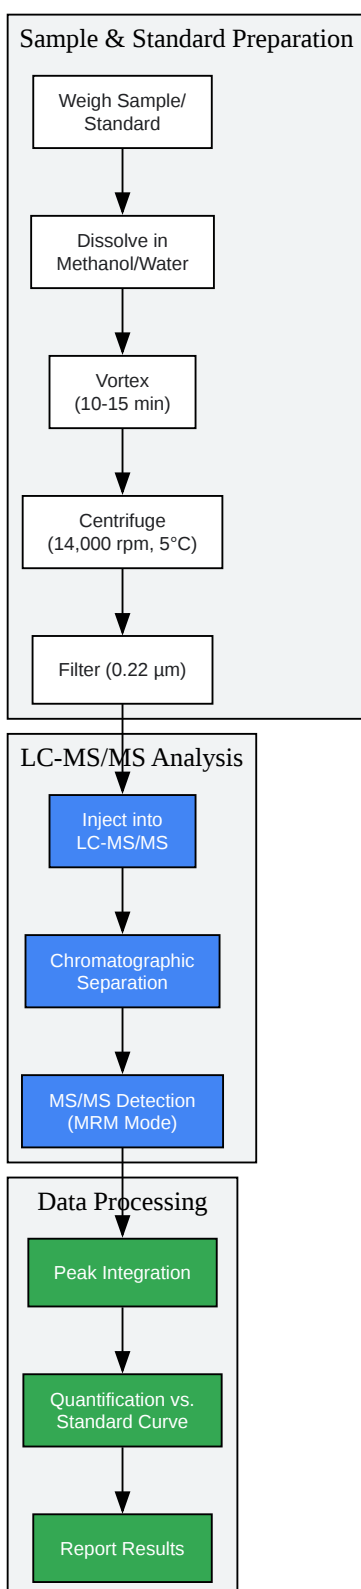 Sample & Standard Preparation
Weigh Sample/
Standard
Dissolve in
Methanol/Water
Vortex
(10-15 min)
Centrifuge
(14,000 rpm, 5°C)
Filter (0.22 µm)
LC-MS/MS Analysis
Inject into
LC-MS/MS
Chromatographic
Separation
MS/MS Detection
(MRM Mode)
Data Processing
Peak Integration
Quantification vs.
Standard Curve
Report Results